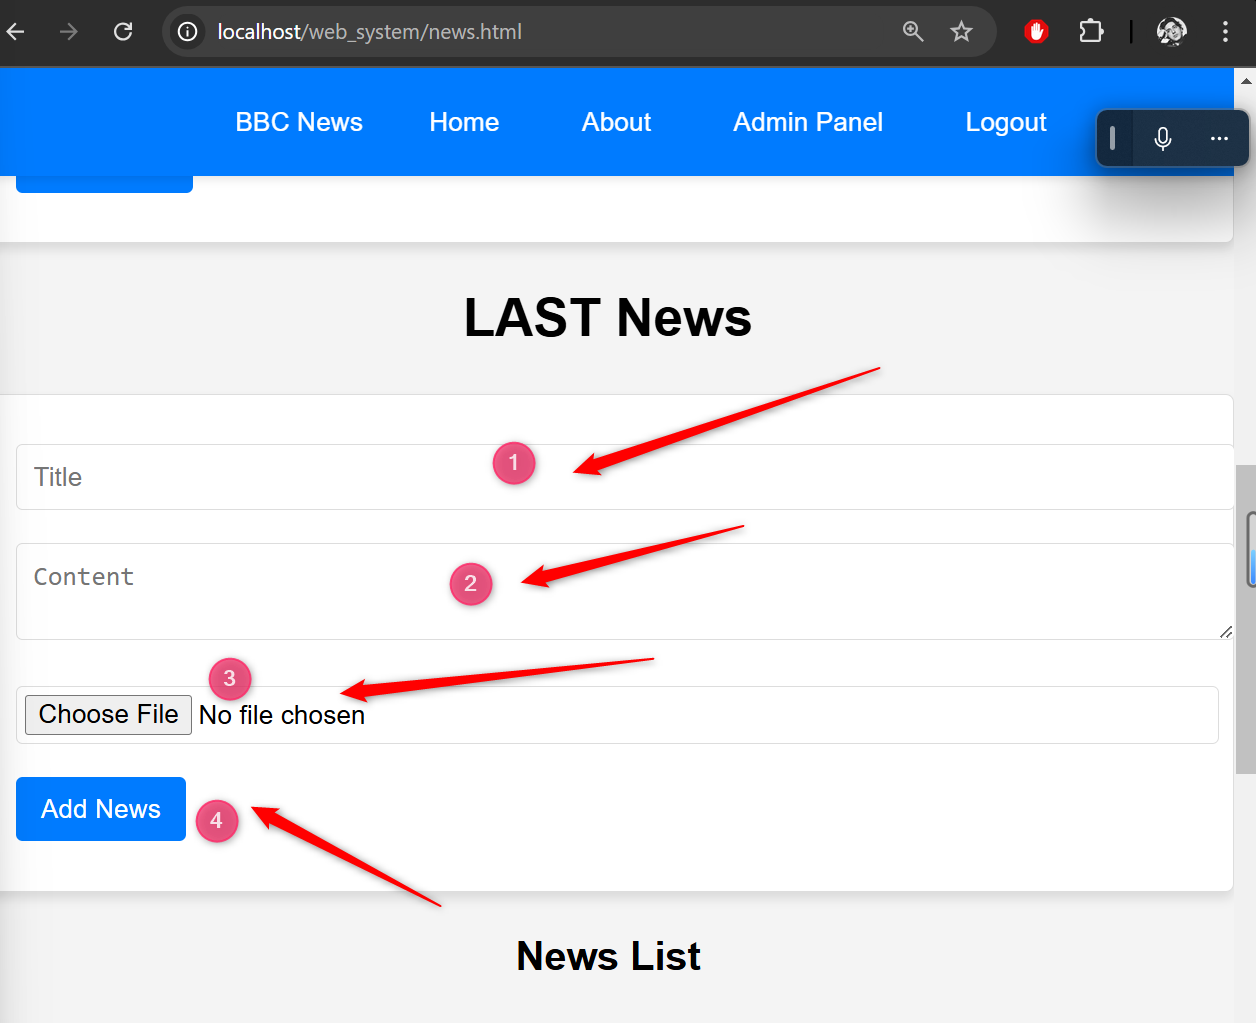 localhost/web_system/news.html
BBC News Home About Admin Panel Logout
LAST News
1
Title
2
Content
3
Choose File No file chosen
Add News
4
News List